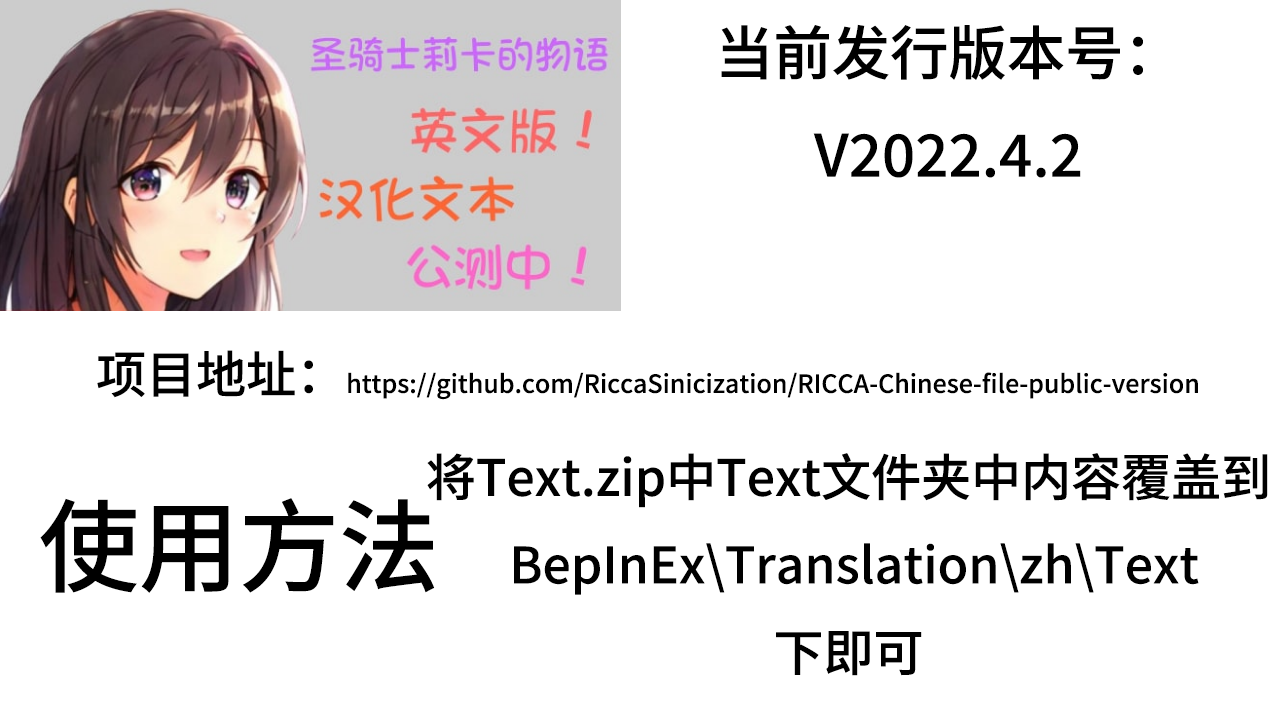 圣骑士莉卡的物语
英文版！
汉化文本
公测中！
当前发行版本号：
V2022.4.2
项目地址：https://github.com/RiccaSinicization/RICCA-Chinese-file-public-version
使用方法
将Text.zip中Text文件夹中内容覆盖到
BepInEx\Translation\zh\Text
下即可